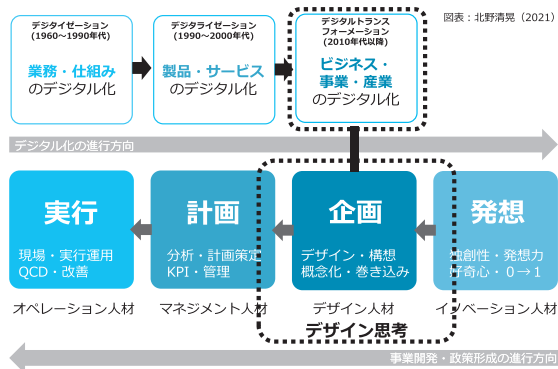 図表：北野清晃（2021）
デジタイゼーション
(1960～1990年代)
業務・仕組み
のデジタル化
デジタライゼーション
(1990～2000年代)
製品・サービス
のデジタル化
デジタルトランス
フォーメーション
(2010年代以降)
ビジネス・
事業・産業
のデジタル化
デジタル化の進行方向
実行
現場・実行運用
QCD・改善
オペレーション人材
計画
分析・計画策定
KPI・管理
マネジメント人材
企画
デザイン・構想
概念化・巻き込み
デザイン人材
発想
独創性・発想力
好奇心・０→１
イノベーション人材
デザイン思考
事業開発・政策形成の進行方向